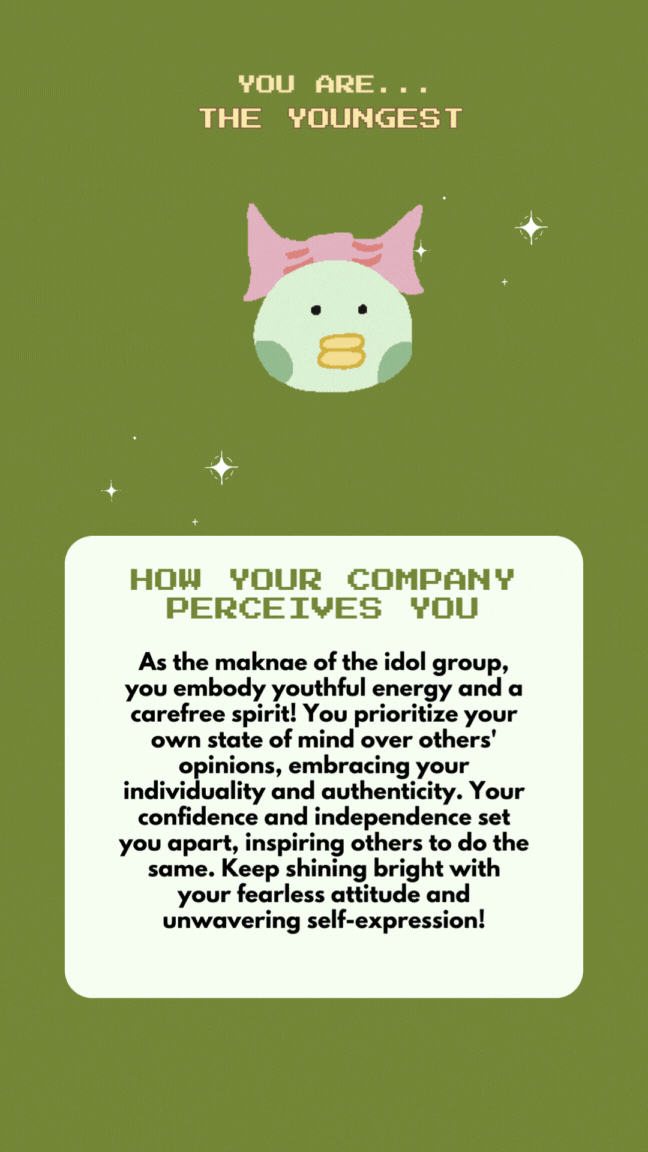 YOU ARE...
THE YOUNGEST
HOW YOUR COMPANY
PERCEIVES YOU
As the maknae of the idol group,
you embody youthful energy and a
carefree spirit! You prioritize your
own state of mind over others'
opinions, embracing your
individuality and authenticity. Your
confidence and independence set
you apart, inspiring others to do the
same. Keep shining bright with
your fearless attitude and
unwavering self-expression!